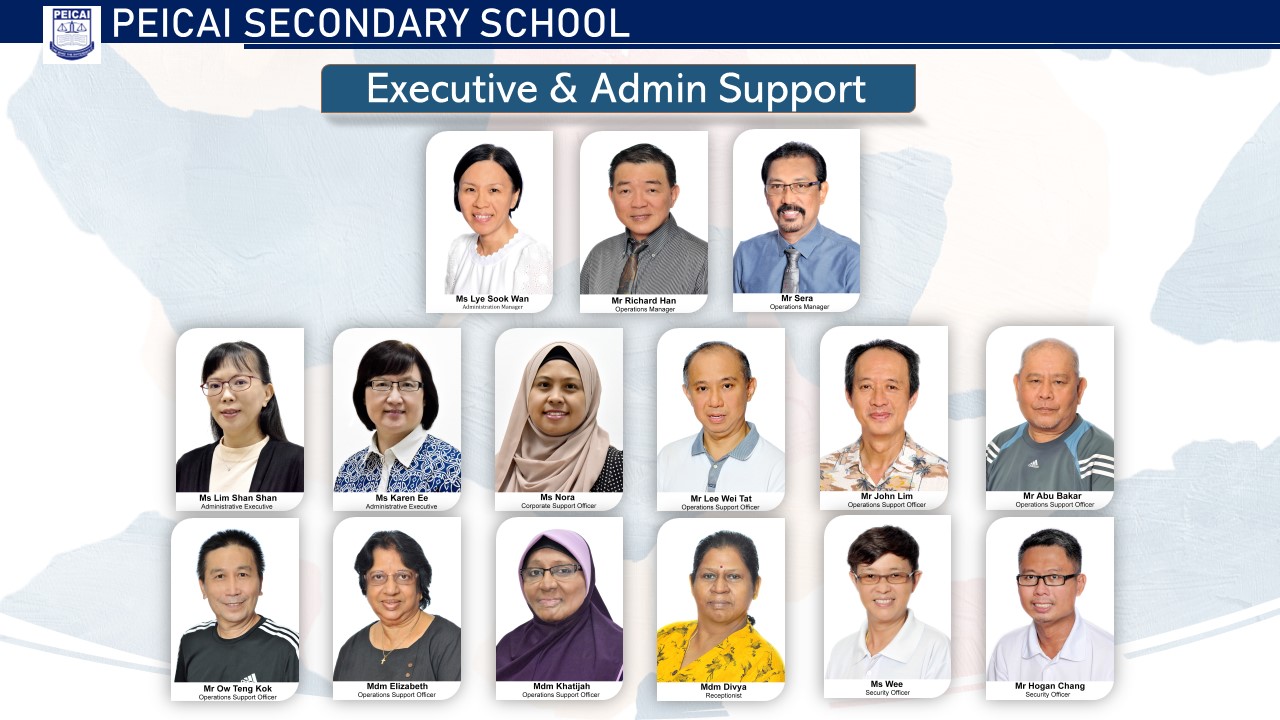 PEICAI
PEICAI SECONDARY SCHOOL
Executive & Admin Support
Ms Lye Sook Wan
Administration Manager
Mr Richard Han
Operations Manager
Mr Sera
Operations Manager
Ms Lim Shan Shan
Administrative Executive
Ms Karen Ee
Administrative Executive
Ms Nora
Corporate Support Officer
Mr Lee Wei Tat
Operations Support Officer
Mr John Lim
Operations Support Officer
Mr Abu Bakar
Operations Support Officer
Mr Ow Teng Kok
Operations Support Officer
Mdm Elizabeth
Operations Support Officer
Mdm Khatijah
Operations Support Officer
Mdm Divya
Receptionist
Ms Wee
Security Officer
Mr Hogan Chang
Security Officer